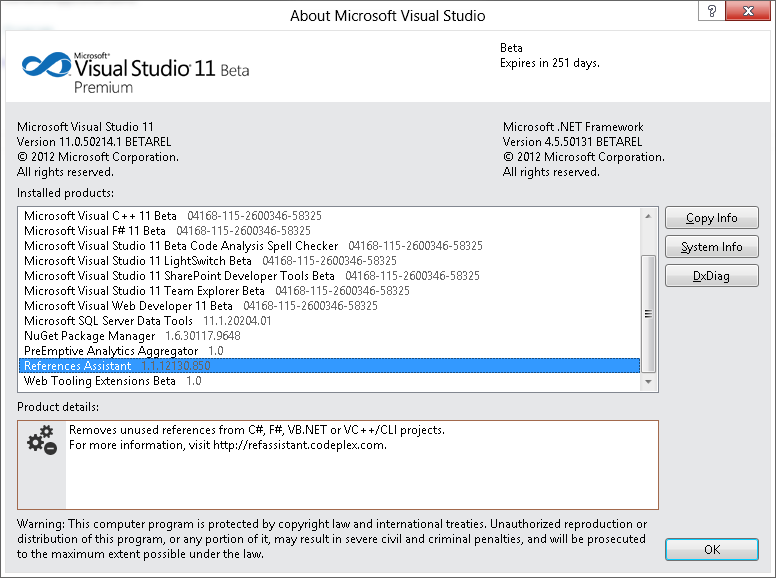 About Microsoft Visual Studio
?
Microsoft®
Visual Studio® 11 Beta
Premium
Beta
Expires in 251 days.
Microsoft Visual Studio 11
Version 11.0.50214.1 BETAREL
© 2012 Microsoft Corporation.
All rights reserved.
Microsoft .NET Framework
Version 4.5.50131 BETAREL
© 2012 Microsoft Corporation.
All rights reserved.
Installed products:
Microsoft Visual C++ 11 Beta 04168-115-2600346-58325
Microsoft Visual F# 11 Beta 04168-115-2600346-58325
Microsoft Visual Studio 11 Beta Code Analysis Spell Checker 04168-115-2600346-58325
Microsoft Visual Studio 11 LightSwitch Beta 04168-115-2600346-58325
Microsoft Visual Studio 11 SharePoint Developer Tools Beta 04168-115-2600346-58325
Microsoft Visual Studio 11 Team Explorer Beta 04168-115-2600346-58325
Microsoft Visual Web Developer 11 Beta 04168-115-2600346-58325
Microsoft SQL Server Data Tools 11.1.20204.01
NuGet Package Manager 1.6.30117.9648
PreEmptive Analytics Aggregator 1.0
References Assistant 1.1.12130.850
Web Tooling Extensions Beta 1.0
Copy Info
System Info
DxDiag
Product details:
Removes unused references from C#, F#, VB.NET or VC++/CLI projects.
For more information, visit http://refassistant.codeplex.com.
Warning: This computer program is protected by copyright law and international treaties. Unauthorized reproduction or
distribution of this program, or any portion of it, may result in severe civil and criminal penalties, and will be prosecuted
to the maximum extent possible under the law.
OK